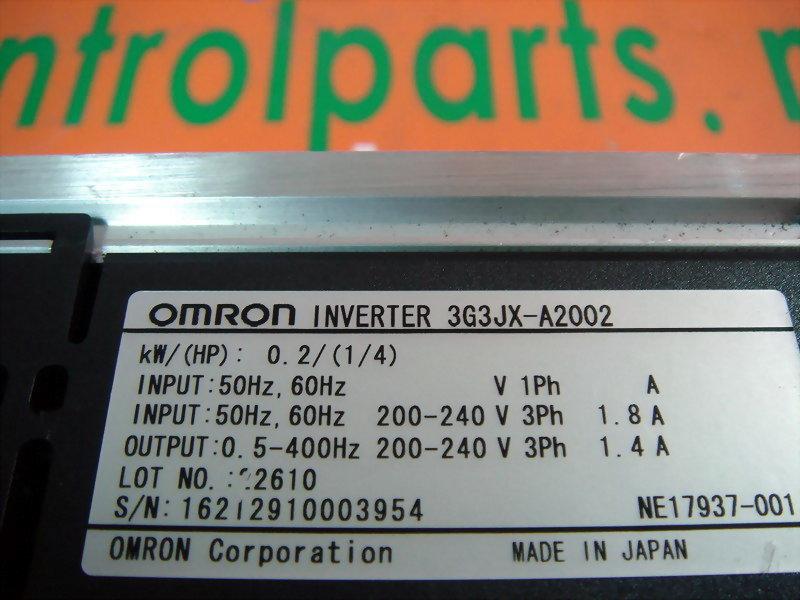 ntrolparts.
OMRON INVERTER 3G3JX-A2002
kW/(HP): 0.2/(1/4)
INPUT:50Hz, 60Hz V 1Ph A
INPUT:50Hz, 60Hz 200-240 V 3Ph 1.8 A
OUTPUT:0.5-400Hz 200-240 V 3Ph 1.4 A
LOT NO. :
S/N: NE17937-001
OMRON Corporation MADE IN JAPAN